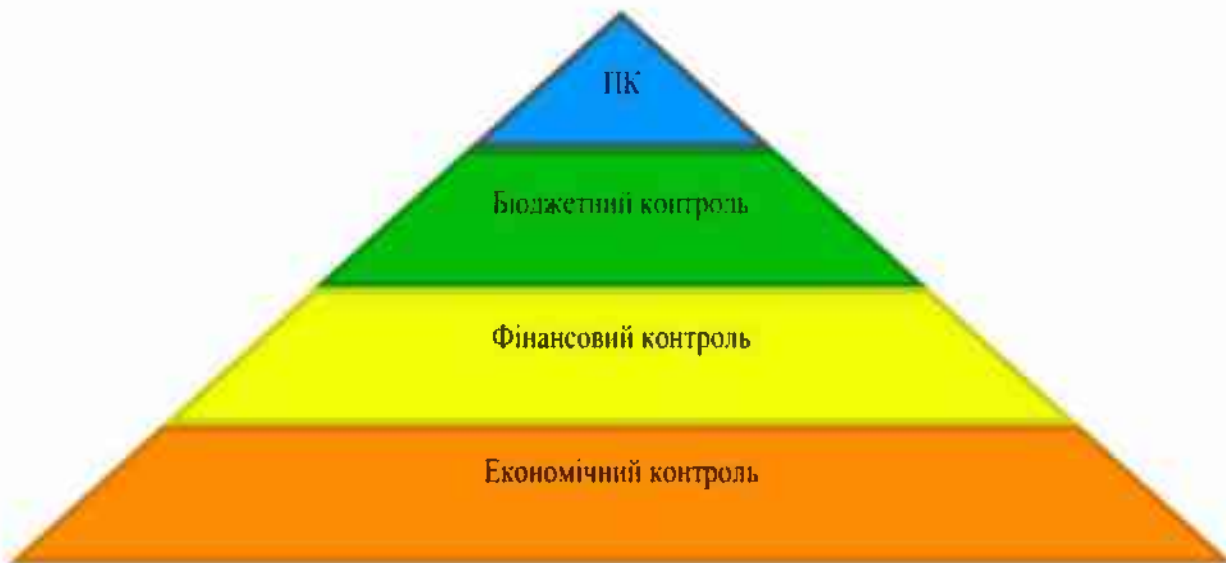 ПК
Бюджетний контроль
Фінансовий контроль
Економічний контроль